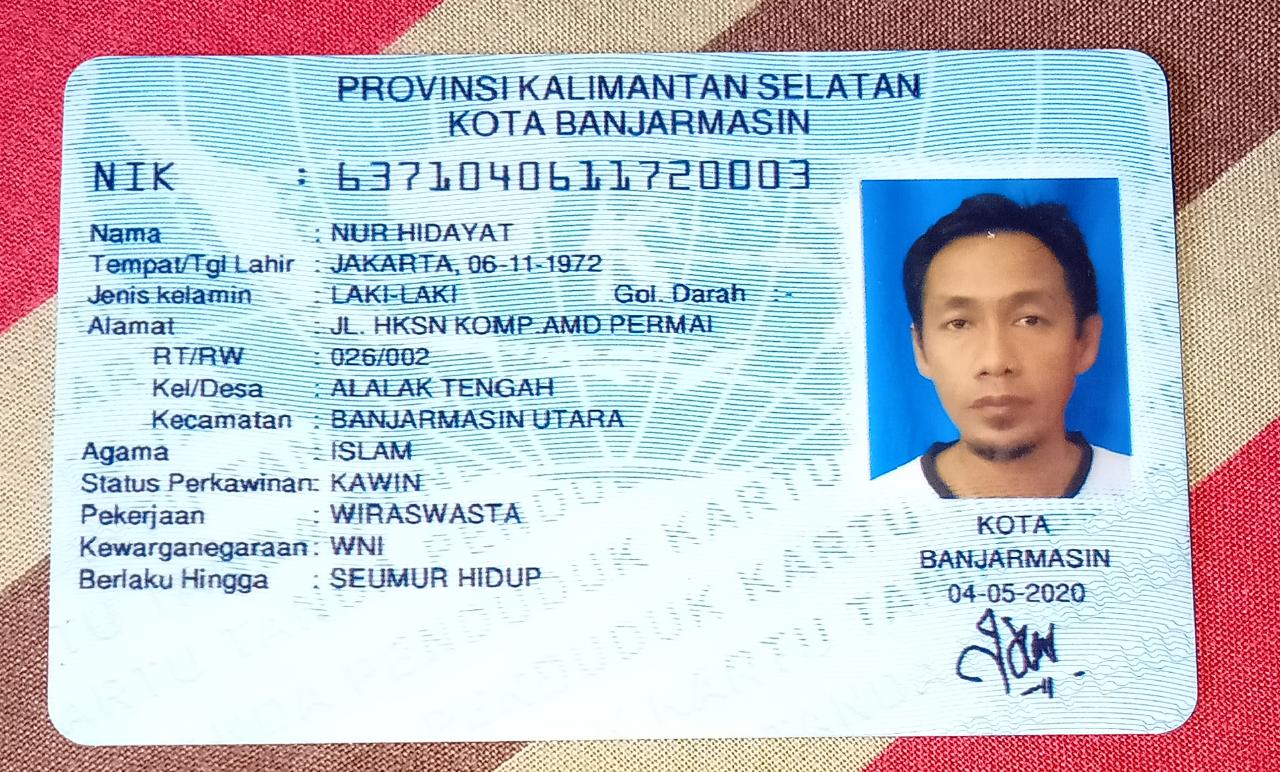 PROVINSI KALIMANTAN SELATAN
KOTA BANJARMASIN
NIK : 6371040611720003
Nama : NUR HIDAYAT
Tempat/Tgl Lahir : JAKARTA, 06-11-1972
Jenis kelamin : LAKI-LAKI Gol. Darah : -
Alamat : JL. HKSN KOMP.AMD PERMAI
RT/RW : 026/002
Kel/Desa : ALALAK TENGAH
Kecamatan : BANJARMASIN UTARA
Agama : ISLAM
Status Perkawinan: KAWIN
Pekerjaan : WIRASWASTA
Kewarganegaraan : WNI
Berlaku Hingga : SEUMUR HIDUP
KOTA
BANJARMASIN
04-05-2020